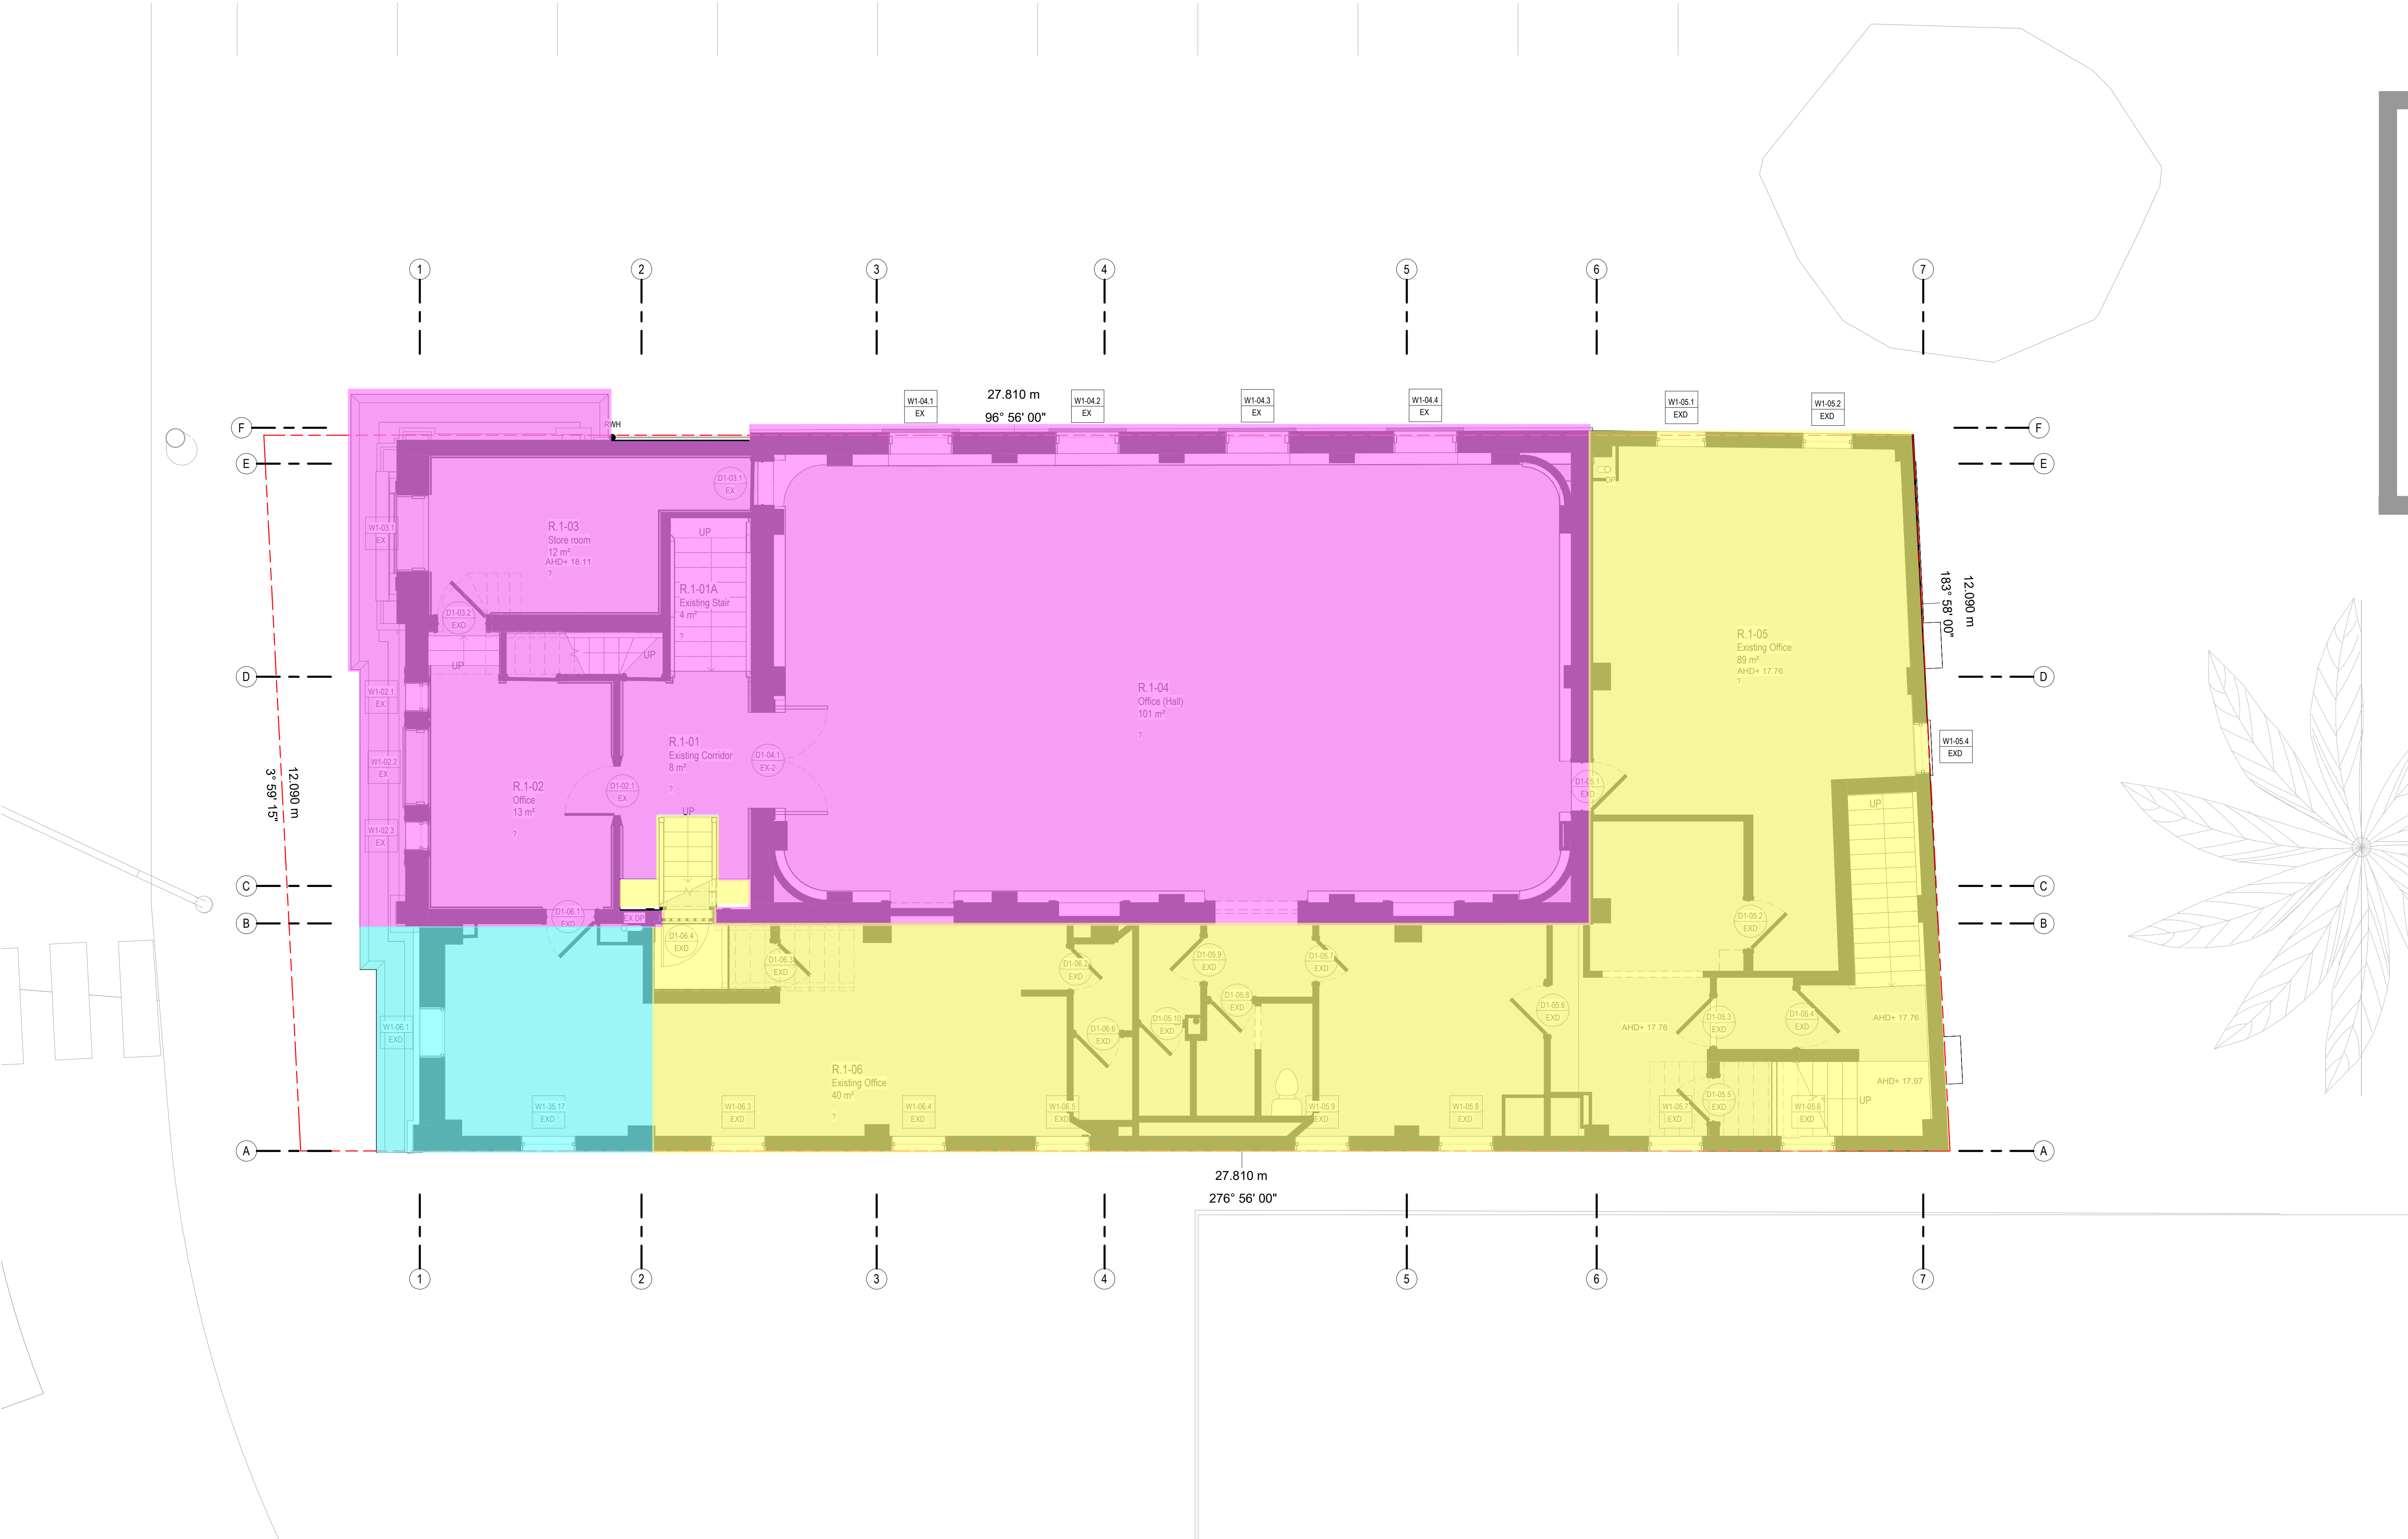 1
2
3
4
5
6
7
27.810 m
96° 56' 00"
W1-04.1
EX
W1-04.2
EX
W1-04.3
EX
W1-04.4
EX
W1-05.1
EXD
W1-05.2
EXD
F
RWH
F
E
E
D1-03.1
EX
DP
W1-03.1
EX
R.1-03
Store room
12 m²
AHD+ 18.11
?
UP
R.1-01A
Existing Stair
4 m²
?
D1-03.2
EXD
12.090 m
183° 58' 00"
R.1-05
Existing Office
89 m²
AHD+ 17.76
?
UP
UP
D
D
W1-02.1
EX
R.1-04
Office (Hall)
101 m²
?
R.1-01
Existing Corridor
8 m²
?
D1-04.1
EX-2
W1-02.2
EX
W1-05.4
EXD
12.090 m
3° 59' 15"
R.1-02
Office
13 m²
?
D1-02.1
EX
D1-05.1
EXD
UP
UP
W1-02.3
EX
C
C
B
B
D1-06.1
EXD
EX DP
D1-05.2
EXD
D1-06.4
EXD
D1-06.3
EXD
D1-06.2
EXD
D1-05.9
EXD
D1-05.7
EXD
D1-05.8
EXD
D1-05.6
EXD
W1-06.1
EXD
D1-06.6
EXD
D1-05.10
EXD
AHD+ 17.76
D1-05.3
EXD
D1-05.4
EXD
AHD+ 17.76
R.1-06
Existing Office
40 m²
?
AHD+ 17.97
W1-35.17
EXD
W1-06.3
EXD
W1-06.4
EXD
W1-06.5
EXD
W1-05.9
EXD
W1-05.8
EXD
W1-05.7
EXD
D1-05.5
EXD
W1-05.6
EXD
UP
A
A
27.810 m
276° 56' 00"
1
2
3
4
5
6
7